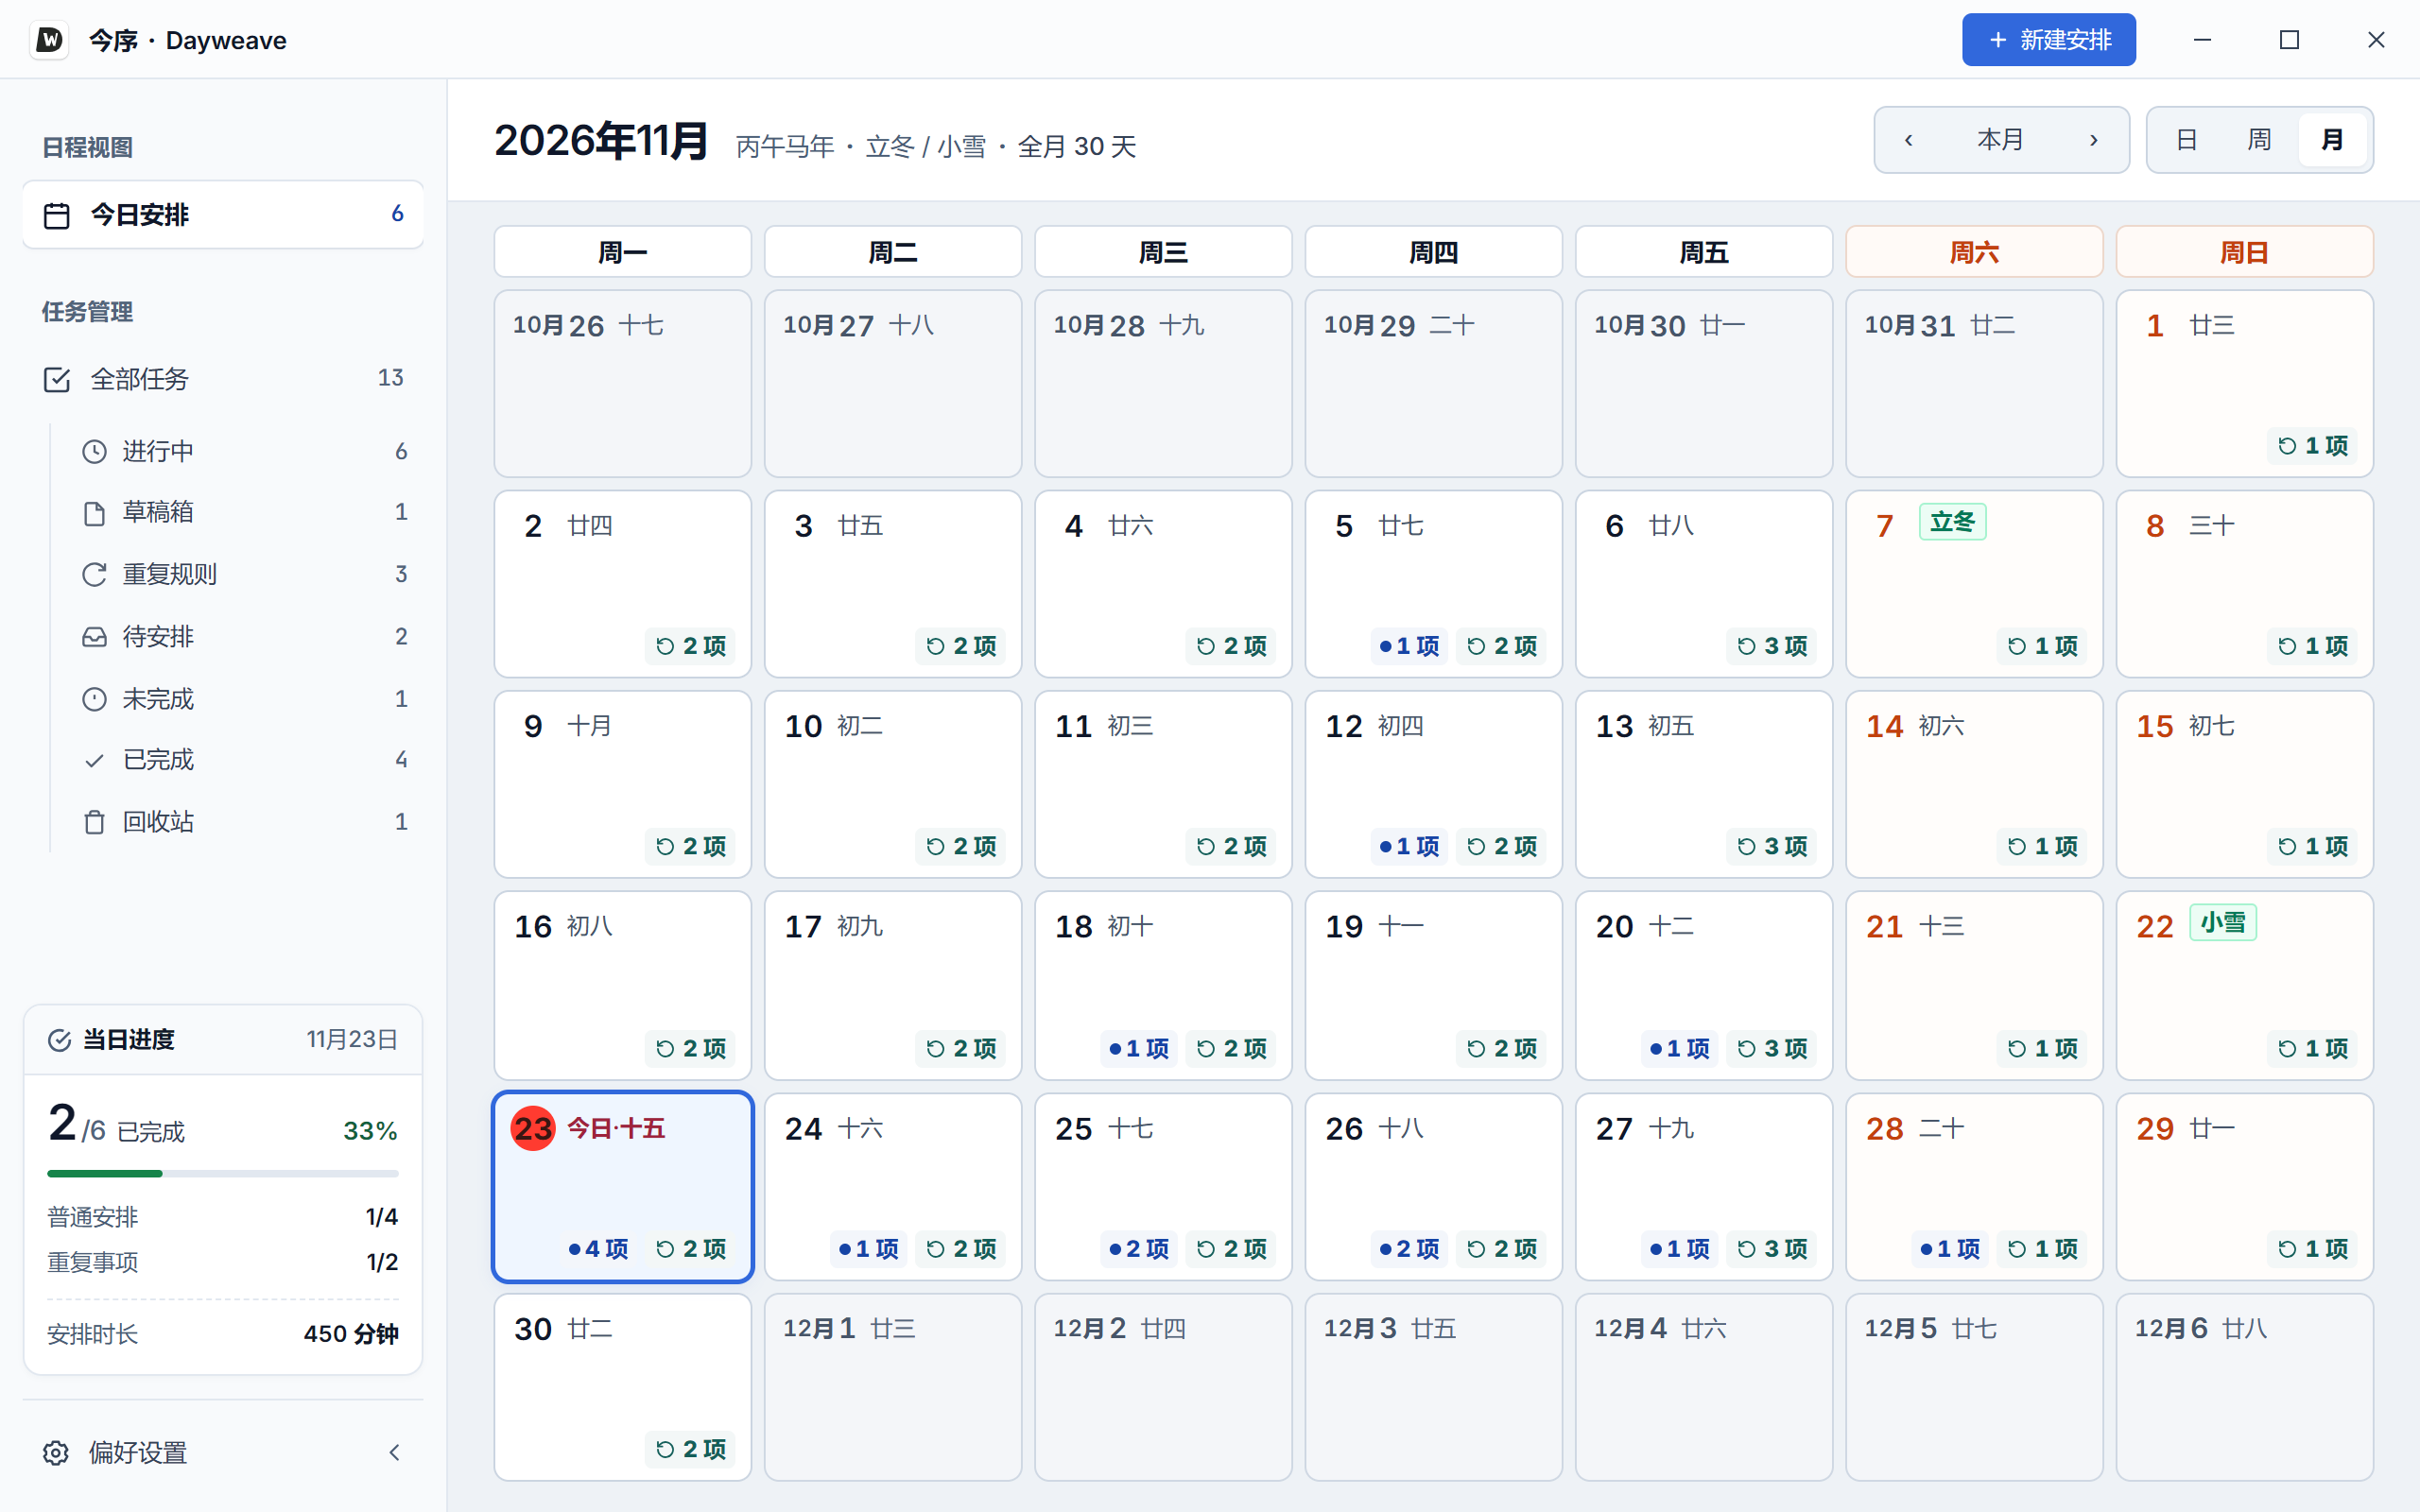 今序 · Dayweave
+ 新建安排
日程视图
今日安排 6
任务管理
全部任务 13
进行中 6
草稿箱 1
重复规则 3
待安排 2
未完成 1
已完成 4
回收站 1
当日进度 11月23日
2/6 已完成 33%
普通安排 1/4
重复事项 1/2
安排时长 450 分钟
偏好设置
2026年11月 丙午马年 · 立冬 / 小雪 · 全月 30 天
‹ 本月 › 日 周 月
周一 周二 周三 周四 周五 周六 周日
10月26 十七 10月27 十八 10月28 十九 10月29 二十 10月30 廿一 10月31 廿二 1 廿三
1 项
2 廿四 3 廿五 4 廿六 5 廿七 6 廿八 7 立冬 8 三十
2 项 2 项 2 项 1 项 2 项 3 项 1 项 1 项
9 十月 10 初二 11 初三 12 初四 13 初五 14 初六 15 初七
2 项 2 项 2 项 1 项 2 项 3 项 1 项 1 项
16 初八 17 初九 18 初十 19 十一 20 十二 21 十三 22 小雪
2 项 2 项 1 项 2 项 2 项 1 项 3 项 1 项 1 项
23 今日·十五 24 十六 25 十七 26 十八 27 十九 28 二十 29 廿一
4 项 2 项 1 项 2 项 2 项 2 项 2 项 2 项 1 项 3 项 1 项 1 项 1 项
30 廿二 12月1 廿三 12月2 廿四 12月3 廿五 12月4 廿六 12月5 廿七 12月6 廿八
2 项